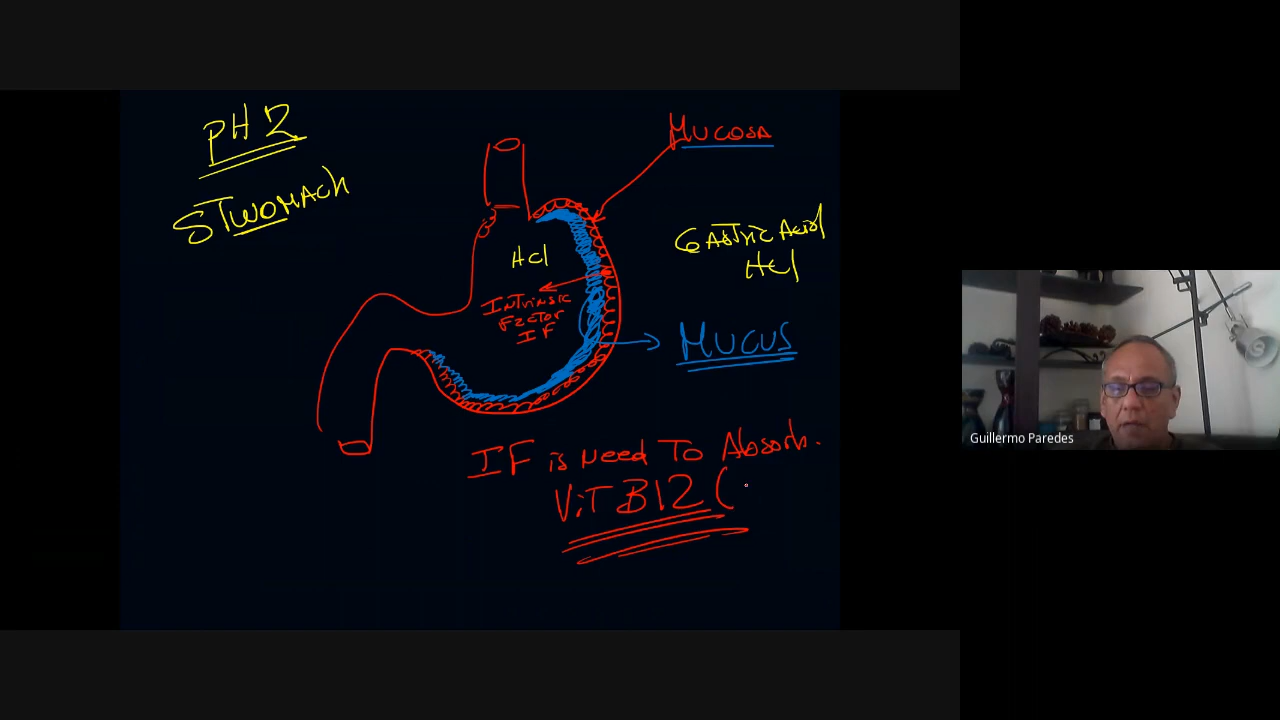 pH 2
STWOMACh
MUCOSA
GASTRIC Acid
HCl
HCl
INTRINSIC
FACTOR
IF
MUCUS
IF is Need To Absorb.
ViT B12 (
Guillermo Paredes